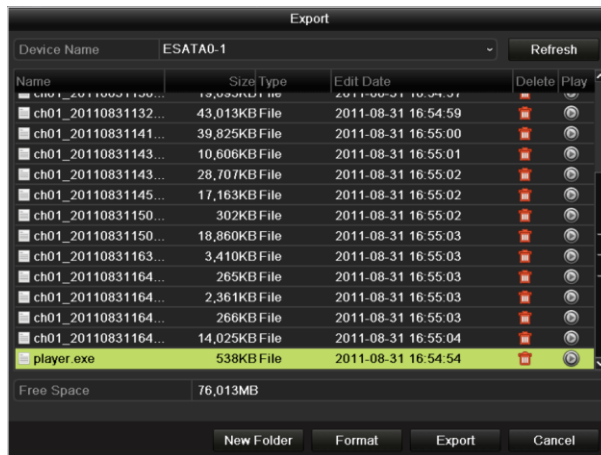 Export
Device Name ESATA0-1 Refresh
Name Size Type Edit Date Delete Play
ch01_20110831132... 43,013KB File 2011-08-31 16:54:59
ch01_20110831141... 39,825KB File 2011-08-31 16:55:00
ch01_20110831143... 10,606KB File 2011-08-31 16:55:01
ch01_20110831143... 28,707KB File 2011-08-31 16:55:02
ch01_20110831145... 17,163KB File 2011-08-31 16:55:02
ch01_20110831150... 302KB File 2011-08-31 16:55:02
ch01_20110831150... 18,860KB File 2011-08-31 16:55:03
ch01_20110831163... 3,410KB File 2011-08-31 16:55:03
ch01_20110831164... 265KB File 2011-08-31 16:55:03
ch01_20110831164... 2,361KB File 2011-08-31 16:55:03
ch01_20110831164... 266KB File 2011-08-31 16:55:03
ch01_20110831164... 14,025KB File 2011-08-31 16:55:04
player.exe 538KB File 2011-08-31 16:54:54
Free Space 76,013MB
New Folder Format Export Cancel